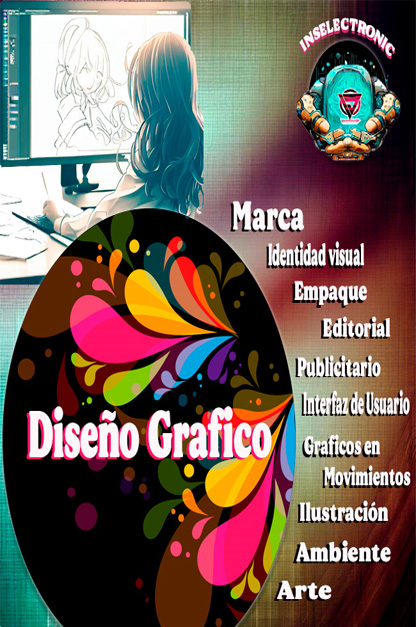 INSELECTRONIC
Marca
Identidad visual
Empaque
Editorial
Publicitario
Interfaz de Usuario
Diseño Grafico
Graficos en
Movimientos
Ilustración
Ambiente
Arte